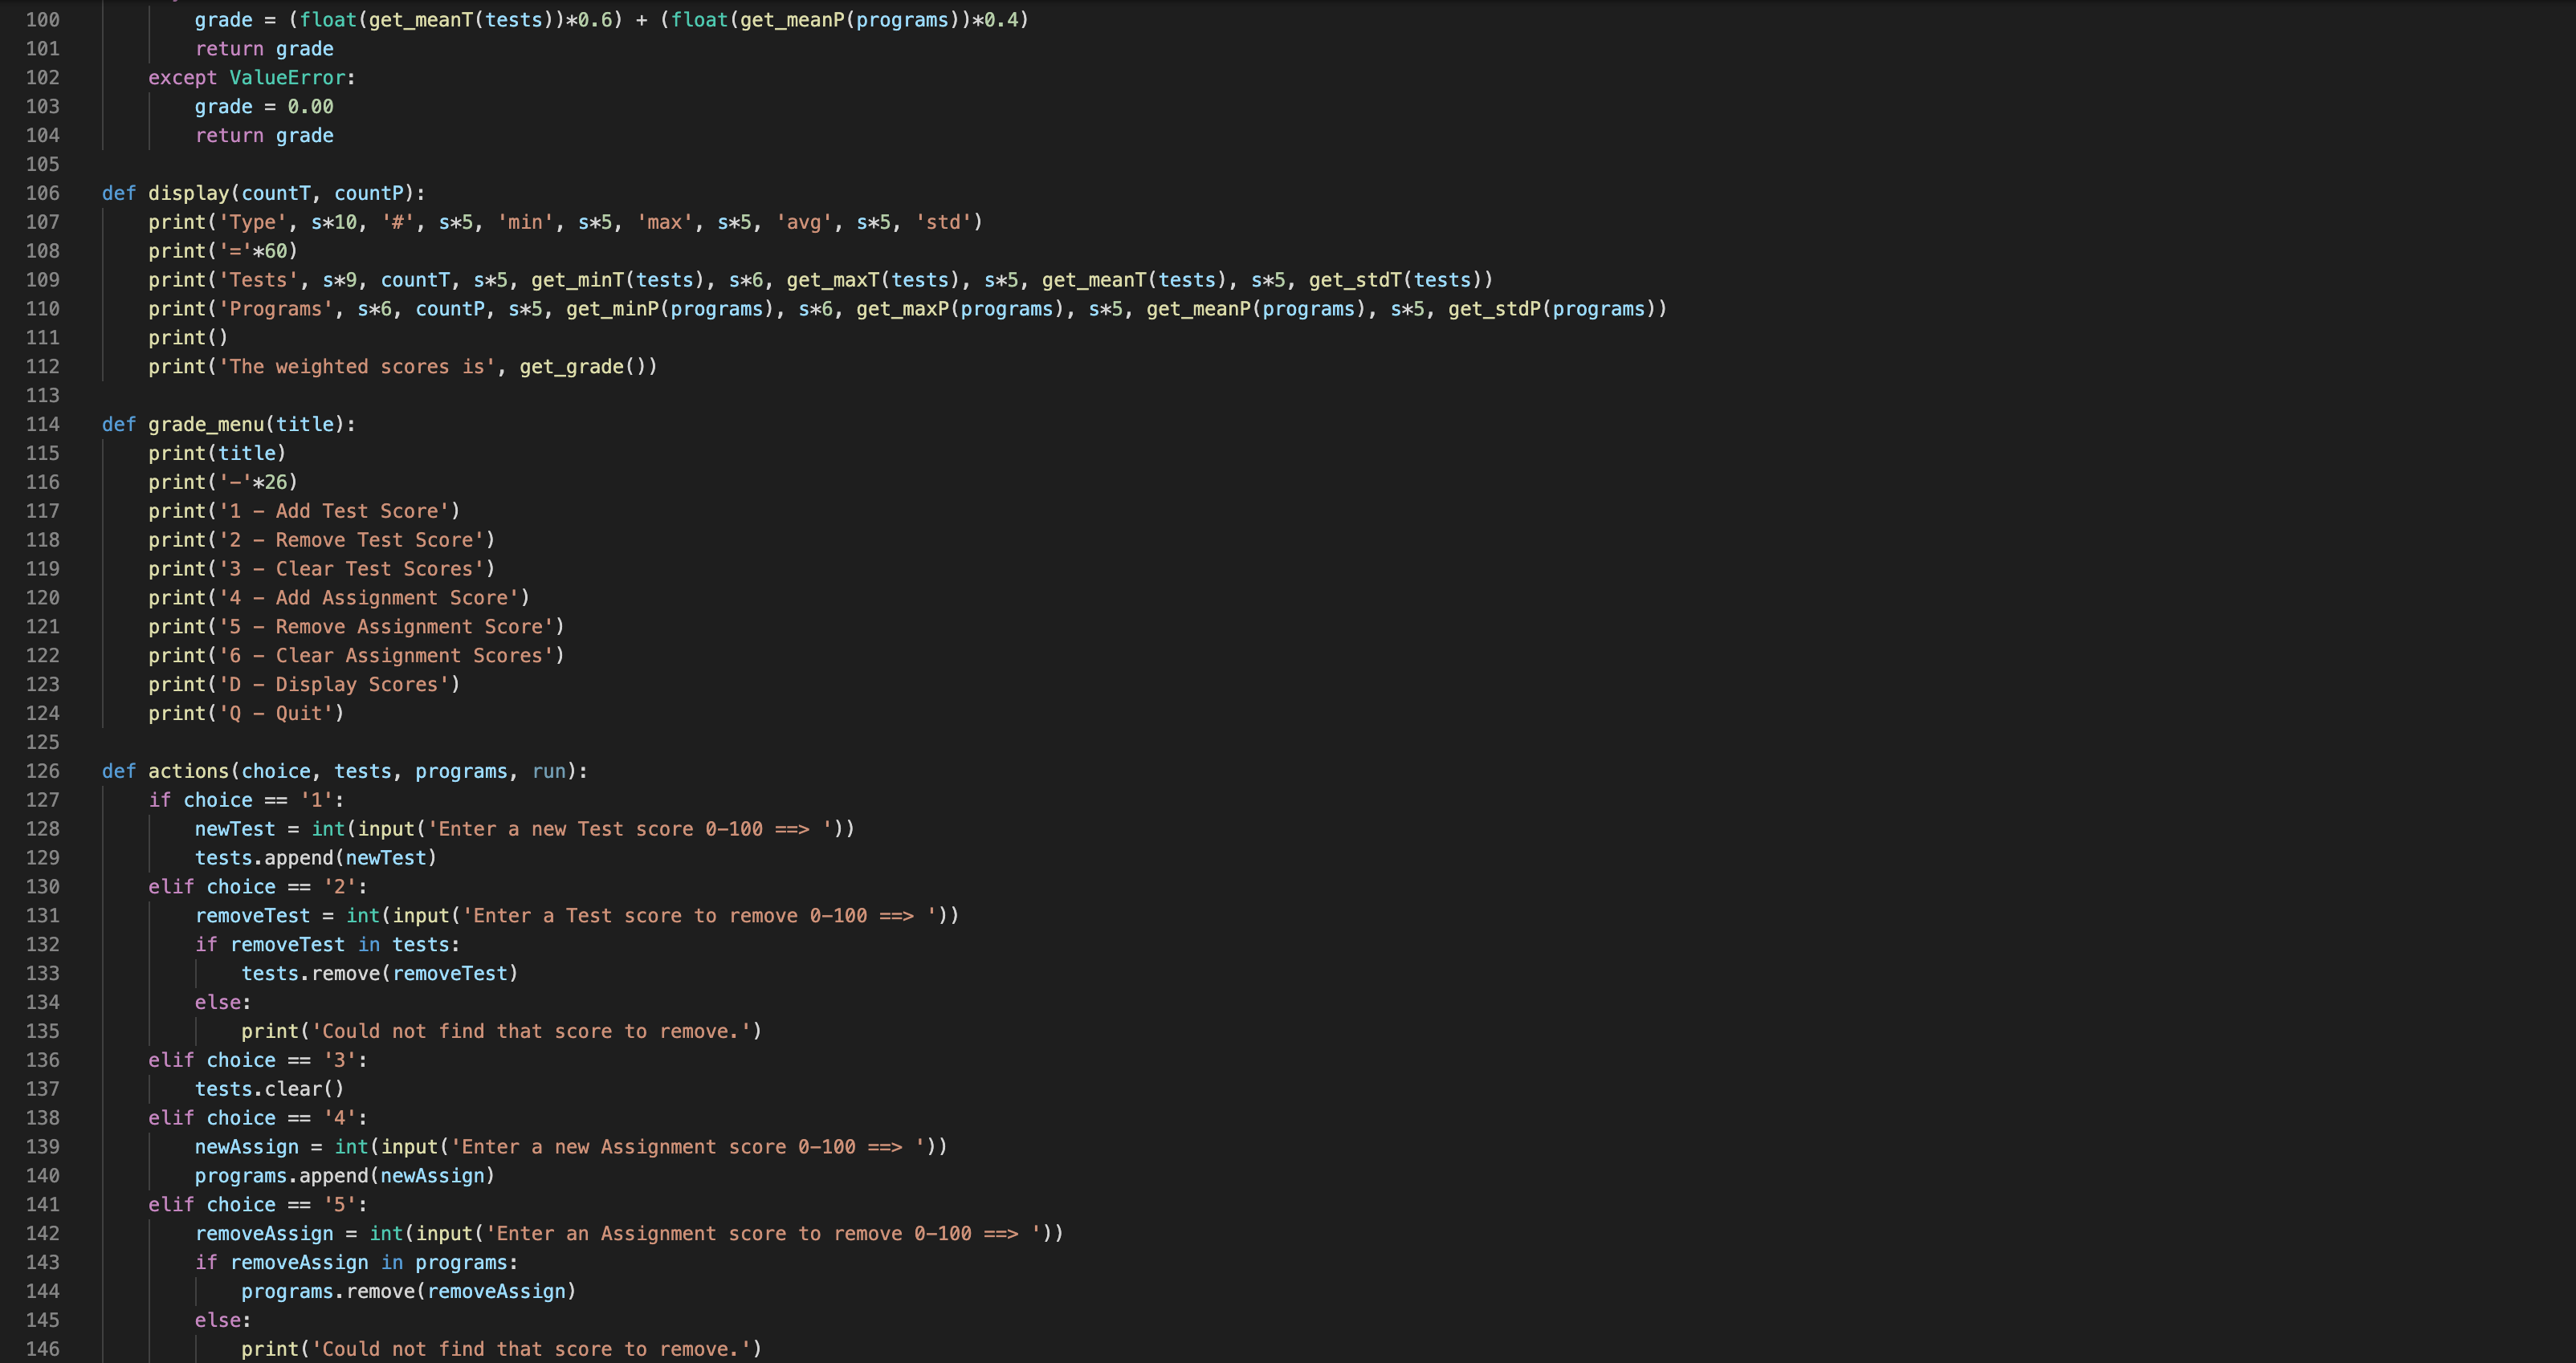 100 grade = (float(get_meanT(tests))*0.6) + (float(get_meanP(programs))*0.4)
101 return grade
102 except ValueError:
103 grade = 0.00
104 return grade
105
106 def display(countT, countP):
107 print('Type', s*10, '#', s*5, 'min', s*5, 'max', s*5, 'avg', s*5, 'std')
108 print('='*60)
109 print('Tests', s*9, countT, s*5, get_minT(tests), s*6, get_maxT(tests), s*5, get_meanT(tests), s*5, get_stdT(tests))
110 print('Programs', s*6, countP, s*5, get_minP(programs), s*6, get_maxP(programs), s*5, get_meanP(programs), s*5, get_stdP(programs))
111 print()
112 print('The weighted scores is', get_grade())
113
114 def grade_menu(title):
115 print(title)
116 print('-'*26)
117 print('1 - Add Test Score')
118 print('2 - Remove Test Score')
119 print('3 - Clear Test Scores')
120 print('4 - Add Assignment Score')
121 print('5 - Remove Assignment Score')
122 print('6 - Clear Assignment Scores')
123 print('D - Display Scores')
124 print('Q - Quit')
125
126 def actions(choice, tests, programs, run):
127 if choice == '1':
128 newTest = int(input('Enter a new Test score 0-100 ==> '))
129 tests.append(newTest)
130 elif choice == '2':
131 removeTest = int(input('Enter a Test score to remove 0-100 ==> '))
132 if removeTest in tests:
133 tests.remove(removeTest)
134 else:
135 print('Could not find that score to remove.')
136 elif choice == '3':
137 tests.clear()
138 elif choice == '4':
139 newAssign = int(input('Enter a new Assignment score 0-100 ==> '))
140 programs.append(newAssign)
141 elif choice == '5':
142 removeAssign = int(input('Enter an Assignment score to remove 0-100 ==> '))
143 if removeAssign in programs:
144 programs.remove(removeAssign)
145 else:
146 print('Could not find that score to remove.')